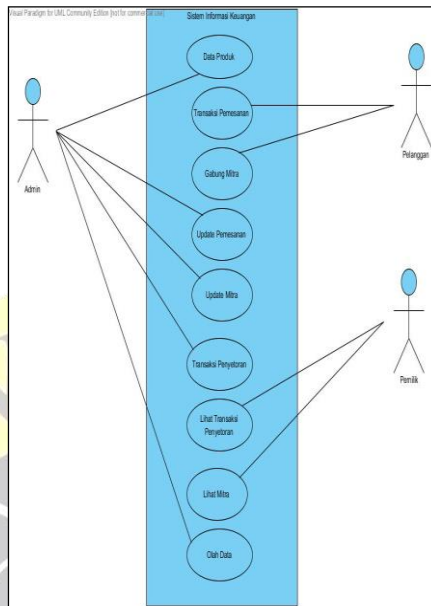 Visual Paradigm for UML Community Edition [not for commercial use]
Sistem Informasi Keuangan
Data Produk
Transaksi Pemesanan
Pelanggan
Gabung Mitra
Admin
Update Pemesanan
Update Mitra
Pemilik
Transaksi Penyetoran
Lihat Transaksi
Penyetoran
Lihat Mitra
Olah Data